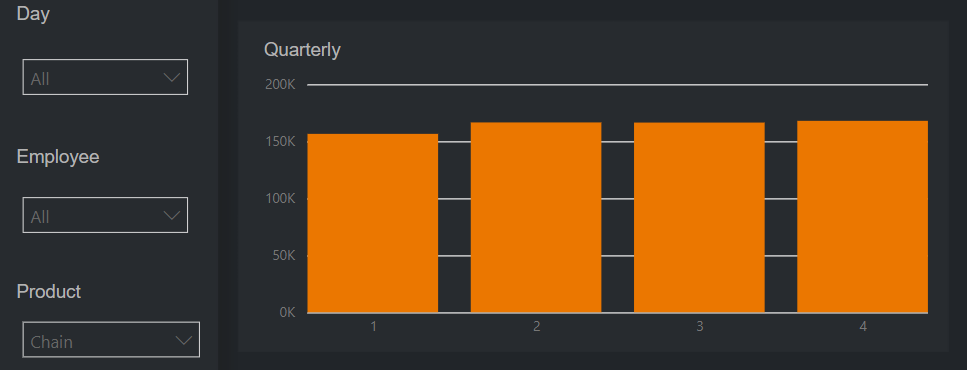 Day
All
Employee
All
Product
Chain
Quarterly
200K
150K
100K
50K
0K
1 2 3 4